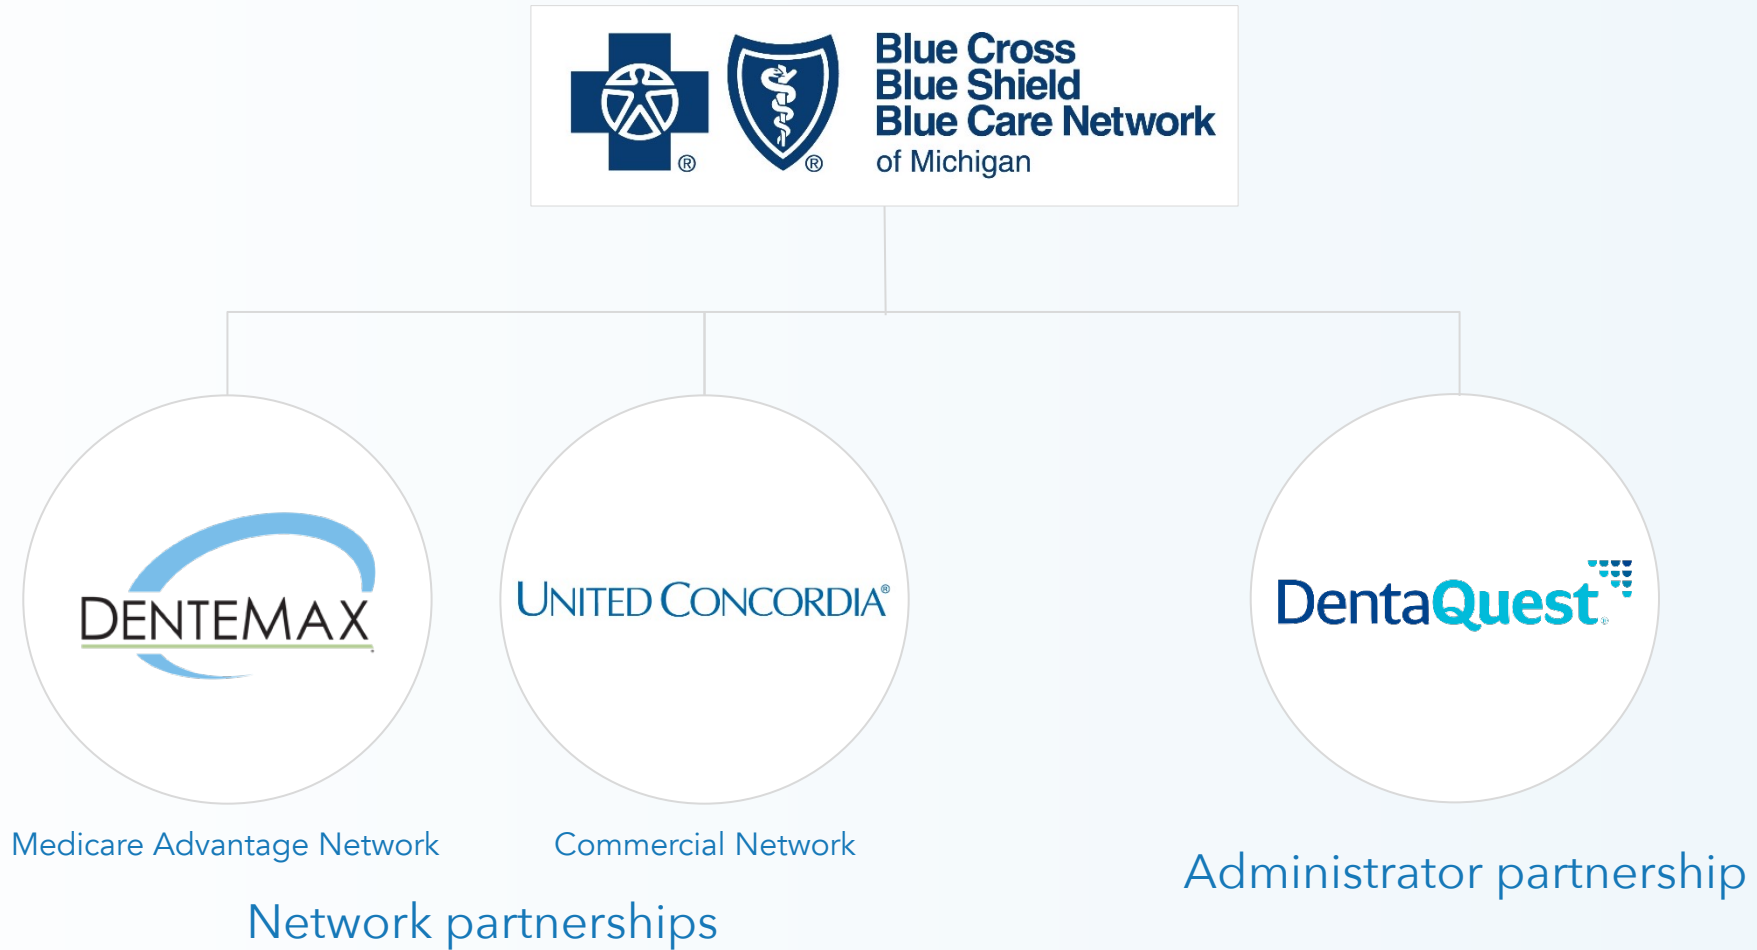 Blue Cross
Blue Shield
Blue Care Network
of Michigan
® ®
DENTEMAX
UNITED CONCORDIA®
DentaQuest®
Medicare Advantage Network
Commercial Network
Network partnerships
Administrator partnership